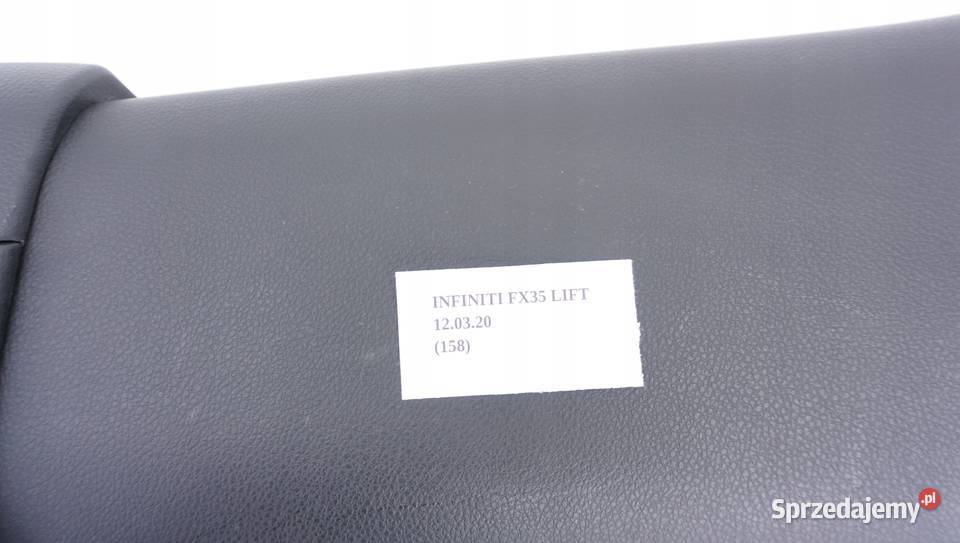 INFINITI FX35 LIFT
12.03.20
(158)
Sprzedajemy.pl